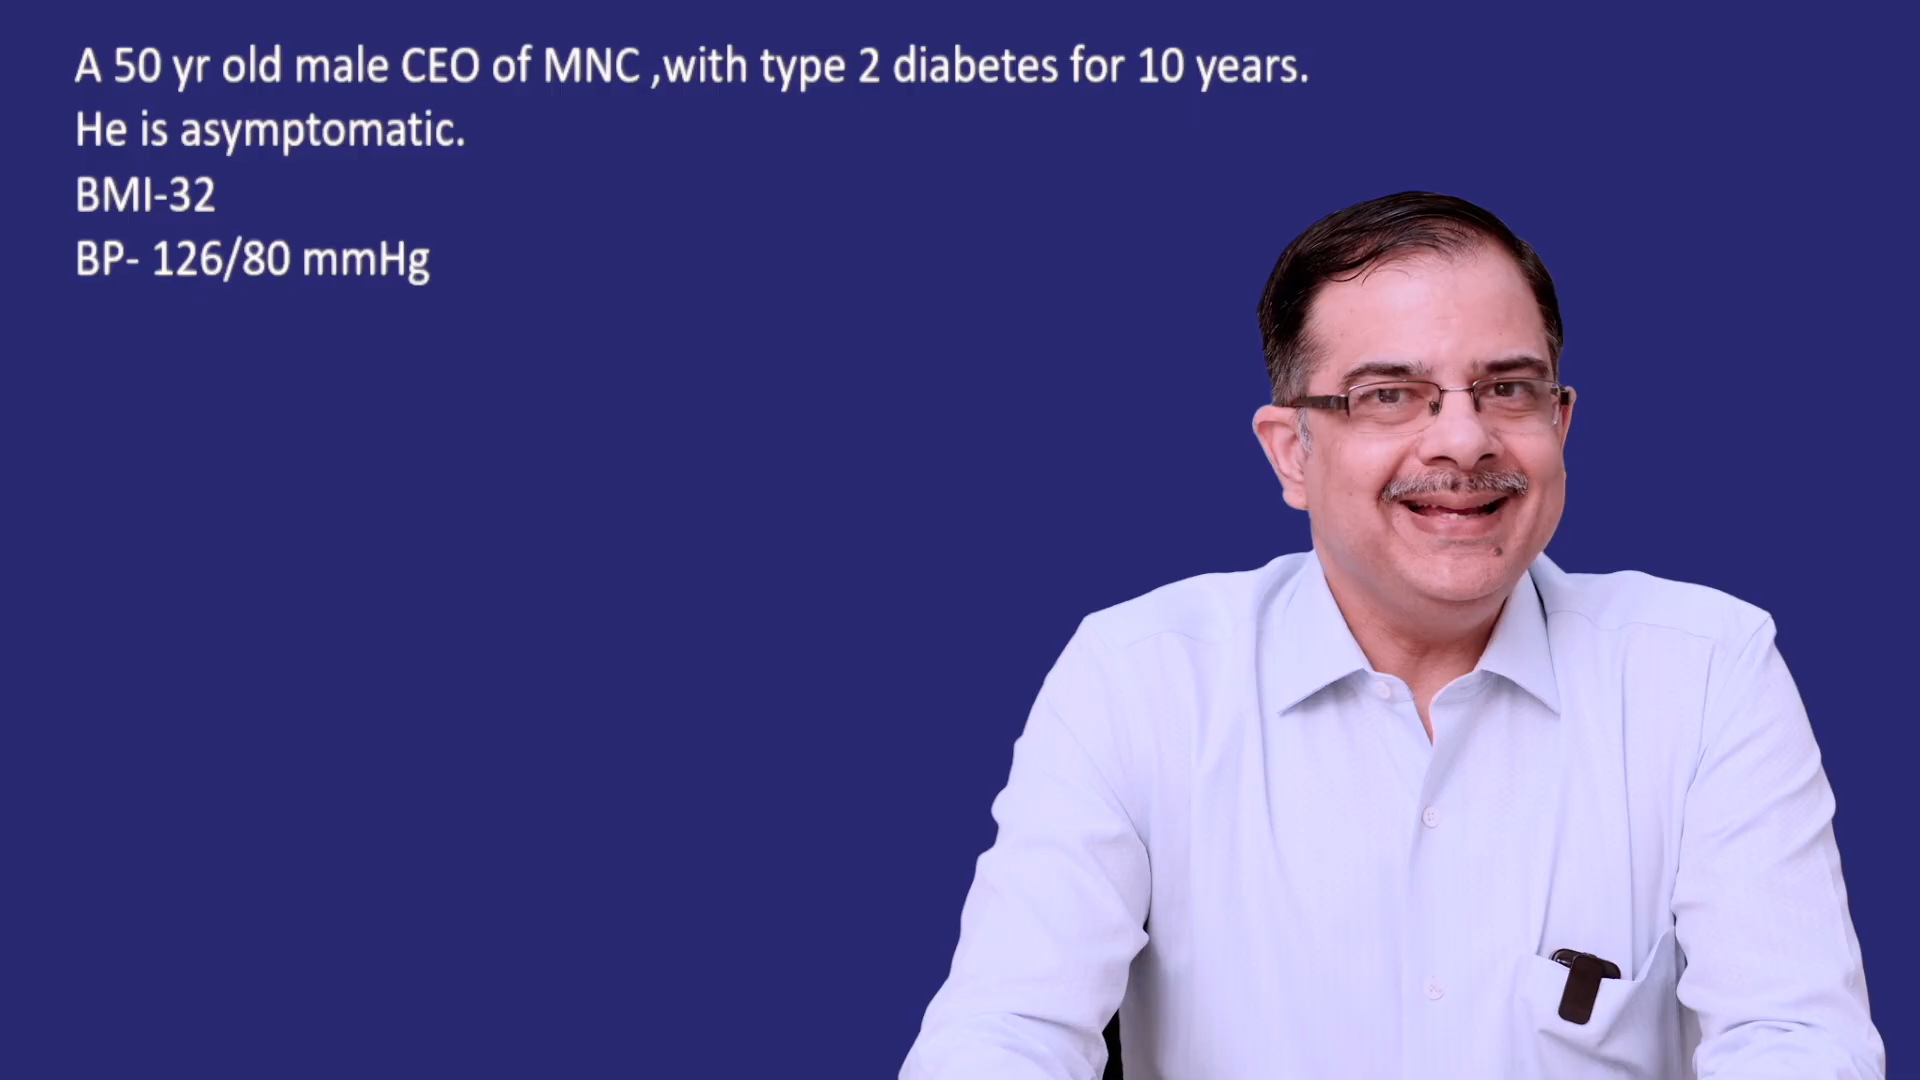 A 50 yr old male CEO of MNC ,with type 2 diabetes for 10 years.
He is asymptomatic.
BMI-32
BP- 126/80 mmHg